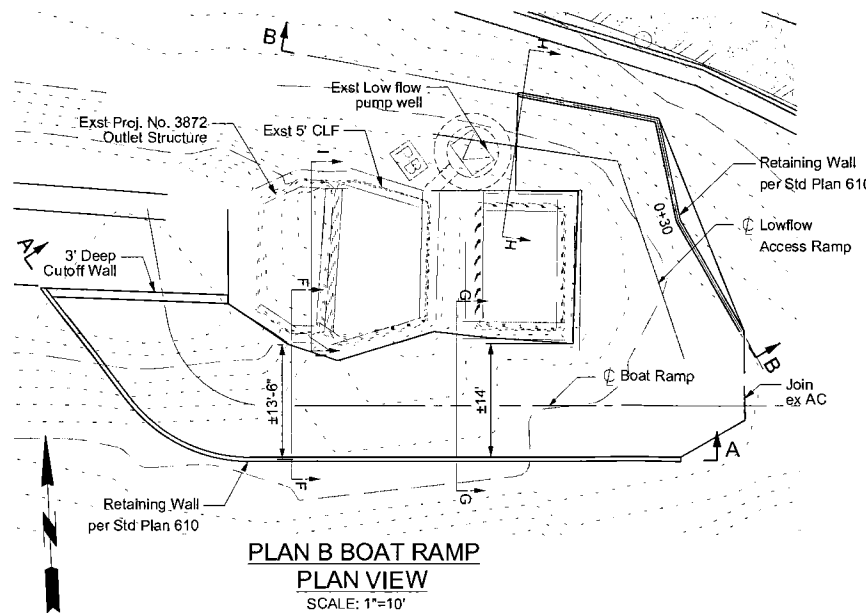 B
H
Exst Low flow
pump well
Exst Proj. No. 3872
Outlet Structure
Exst 5' CLF
I
Retaining Wall
per Std Plan 610
0+30
℄ Lowflow
Access Ramp
A
3' Deep
Cutoff Wall
H
F
G
B
℄ Boat Ramp
Join
ex AC
±13'-6"
±14'
A
F
G
Retaining Wall
per Std Plan 610
PLAN B BOAT RAMP
PLAN VIEW
SCALE: 1"=10'